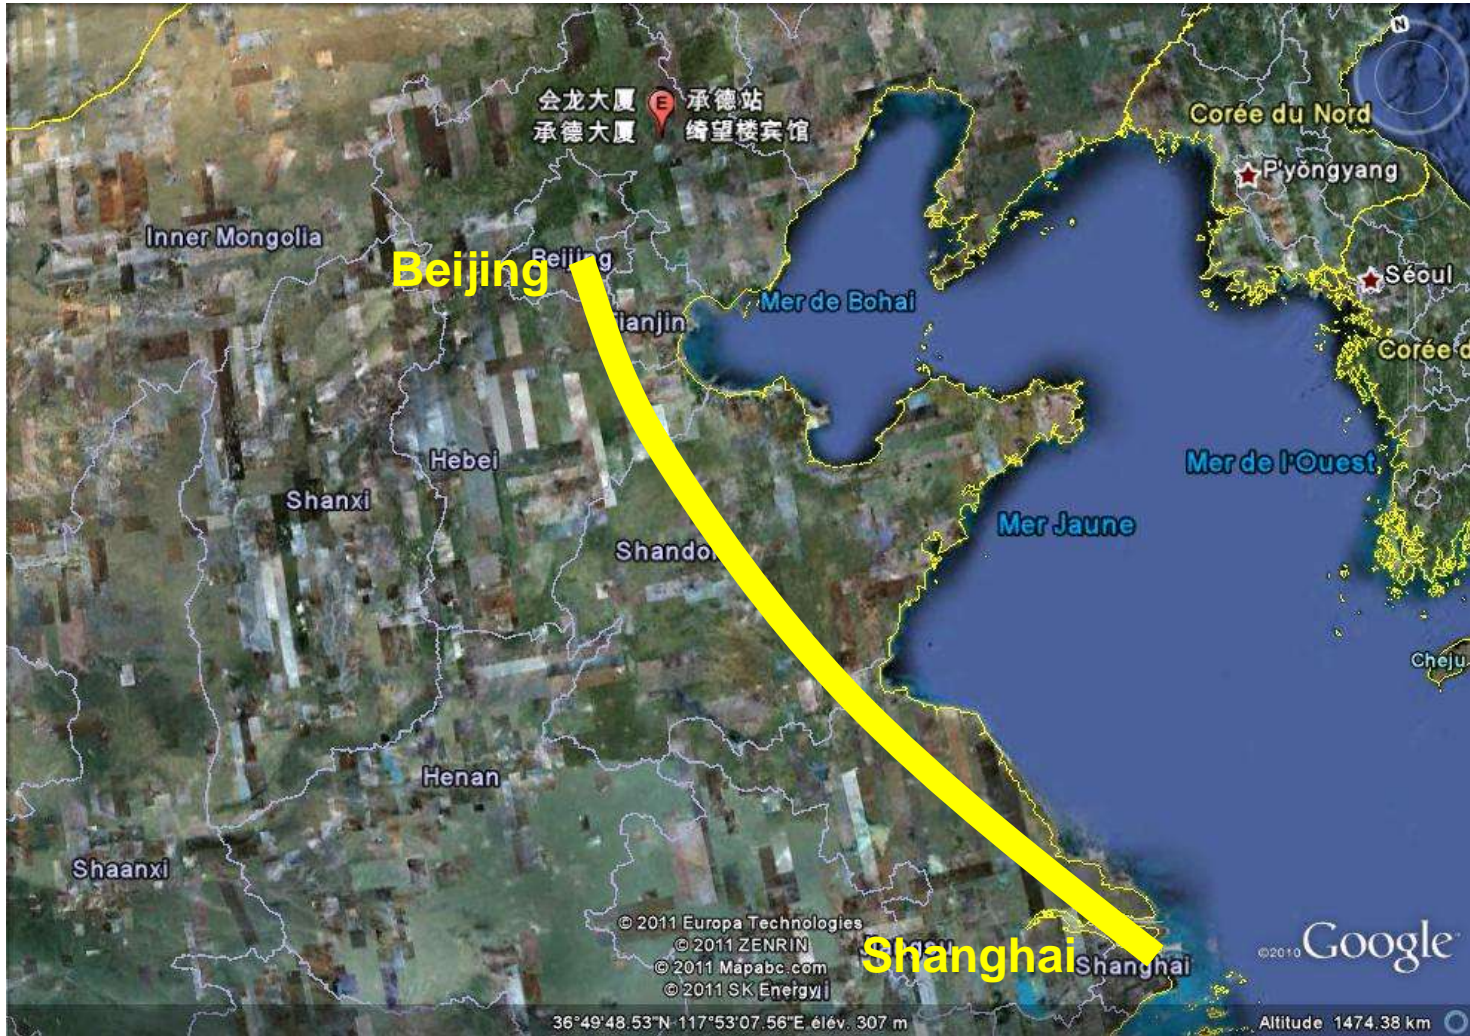 N
会龙大厦 E 承德站
承德大厦 绮望楼宾馆
Corée du Nord
P'yŏngyang
Inner Mongolia
Beijing
Beijing
Séoul
Mer de Bohai
Tianjin
Corée d
Hebei
Mer de l'Ouest
Shanxi
Mer Jaune
Shandon
Cheju
Henan
Shaanxi
© 2011 Europa Technologies
© 2011 ZENRIN
© 2011 Mapabc.com
© 2011 SK Energy
Shanghai
Shanghai
©2010 Google
36°49'48.53"N 117°53'07.56"E élév. 307 m
Altitude 1474.38 km